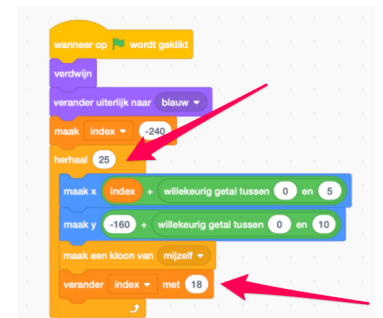 wanneer op wordt geklikt
verdwijn
verander uiterlijk naar blauw
maak index -240
herhaal 25
maak x index + willekeurig getal tussen 0 en 5
maak y -160 + willekeurig getal tussen 0 en 10
maak een kloon van mijzelf
verander index met 18